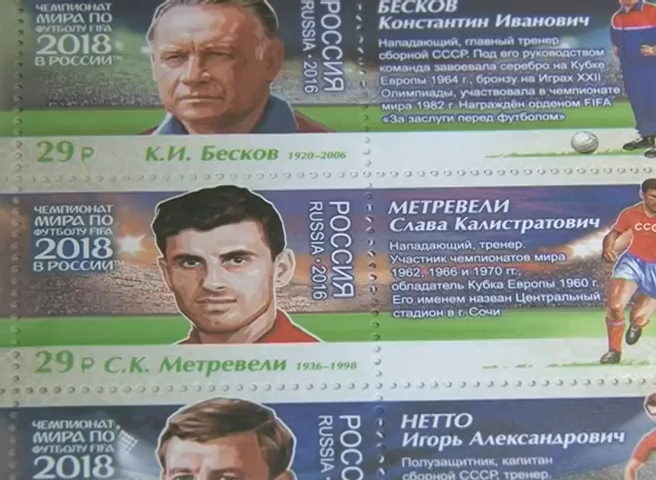 ЧЕМПИОНАТ
МИРА ПО
ФУТБОЛУ FIFA
2018
В РОССИИ™
РОССИЯ
RUSSIA • 2016
29 ₽
К.И. Бесков 1920–2006
БЕСКОВ
Константин Иванович
Нападающий, главный тренер
сборной СССР. Под его руководством
команда завоевала серебро на Кубке
Европы 1964 г., бронзу на Играх XXII
Олимпиады, участвовала в чемпионате
мира 1982 г. Награждён орденом FIFA
«За заслуги перед футболом»
ЧЕМПИОНАТ
МИРА ПО
ФУТБОЛУ FIFA
2018
В РОССИИ™
РОССИЯ
RUSSIA • 2016
29 ₽
С.К. Метревели 1936–1998
МЕТРЕВЕЛИ
Слава Калистратович
Нападающий, тренер.
Участник чемпионатов мира
1962, 1966 и 1970 гг.,
обладатель Кубка Европы 1960 г.
Его именем назван Центральный
стадион в г. Сочи
СССР
ЧЕМПИОНАТ
МИРА ПО
ФУТБОЛУ FIFA
2018
РОСС
RUSSIA
НЕТТО
Игорь Александрович
Полузащитник, капитан
сборной СССР, тренер.